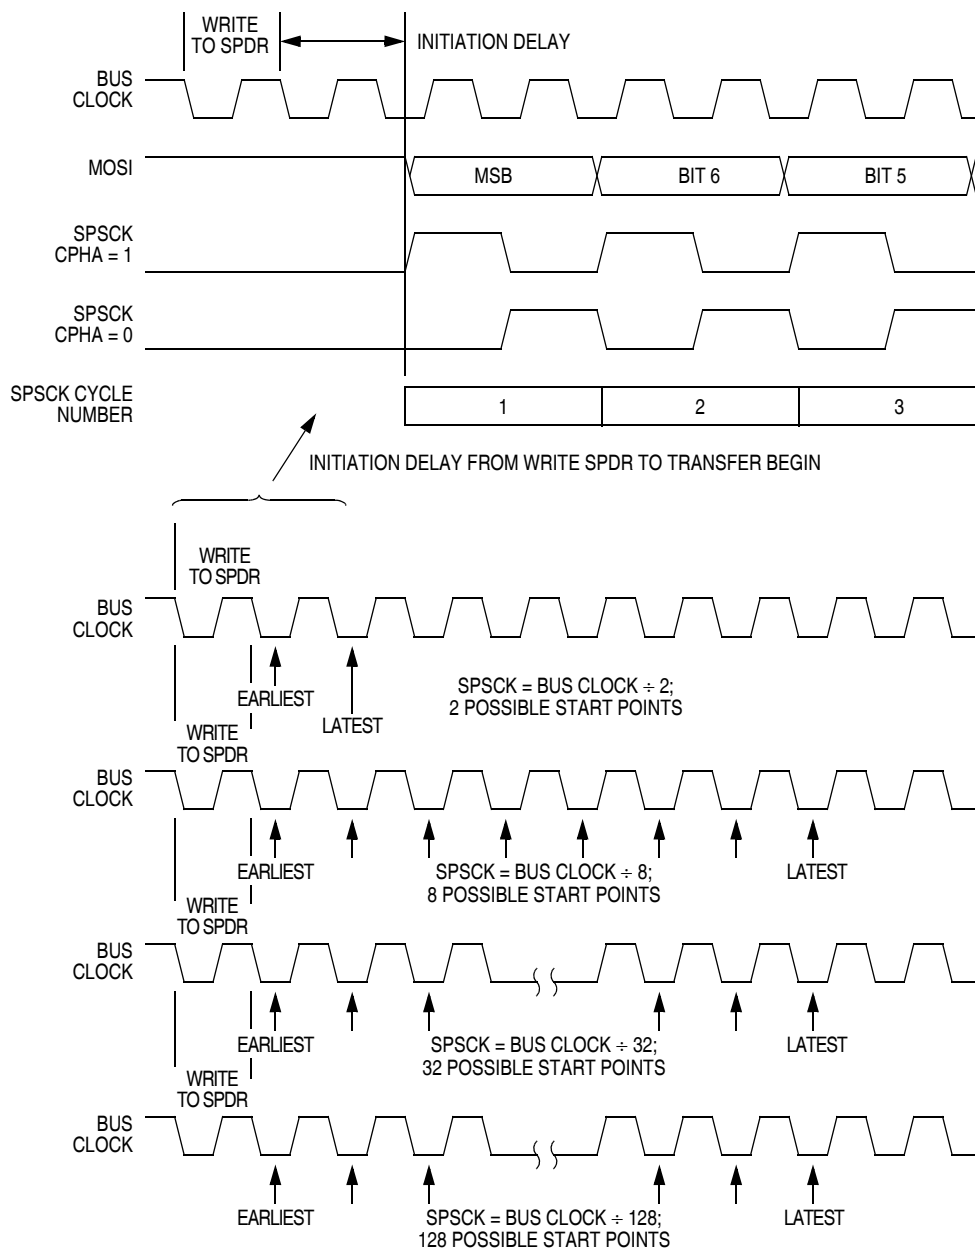 WRITE
TO SPDR
INITIATION DELAY
BUS
CLOCK
MOSI
MSB
BIT 6
BIT 5
SPSCK
CPHA = 1
SPSCK
CPHA = 0
SPSCK CYCLE
NUMBER
1
2
3
INITIATION DELAY FROM WRITE SPDR TO TRANSFER BEGIN
WRITE
TO SPDR
BUS
CLOCK
EARLIEST
LATEST
SPSCK = BUS CLOCK ÷ 2;
2 POSSIBLE START POINTS
WRITE
TO SPDR
BUS
CLOCK
EARLIEST
SPSCK = BUS CLOCK ÷ 8;
8 POSSIBLE START POINTS
LATEST
WRITE
TO SPDR
BUS
CLOCK
EARLIEST
SPSCK = BUS CLOCK ÷ 32;
32 POSSIBLE START POINTS
LATEST
WRITE
TO SPDR
BUS
CLOCK
EARLIEST
SPSCK = BUS CLOCK ÷ 128;
128 POSSIBLE START POINTS
LATEST